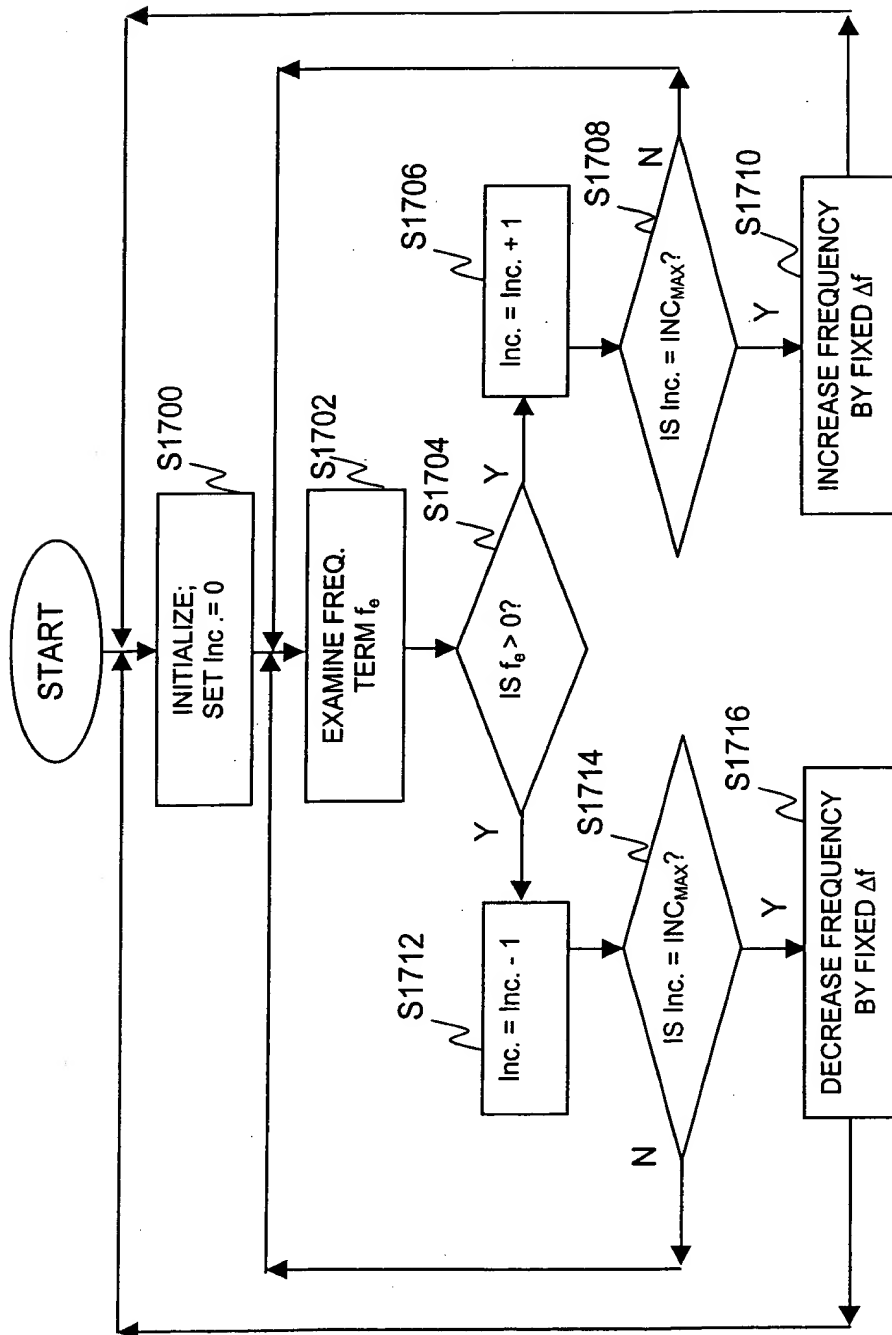 START
S1700
INITIALIZE;
SET Inc .= 0
S1702
EXAMINE FREQ.
TERM fe
S1704
IS fe > 0?
Y
Y
S1706
Inc. = Inc. + 1
S1708
IS Inc. = INCMAX?
N
Y
S1710
INCREASE FREQUENCY
BY FIXED Δf
S1712
Inc. = Inc. - 1
S1714
IS Inc. = INCMAX?
N
Y
S1716
DECREASE FREQUENCY
BY FIXED Δf